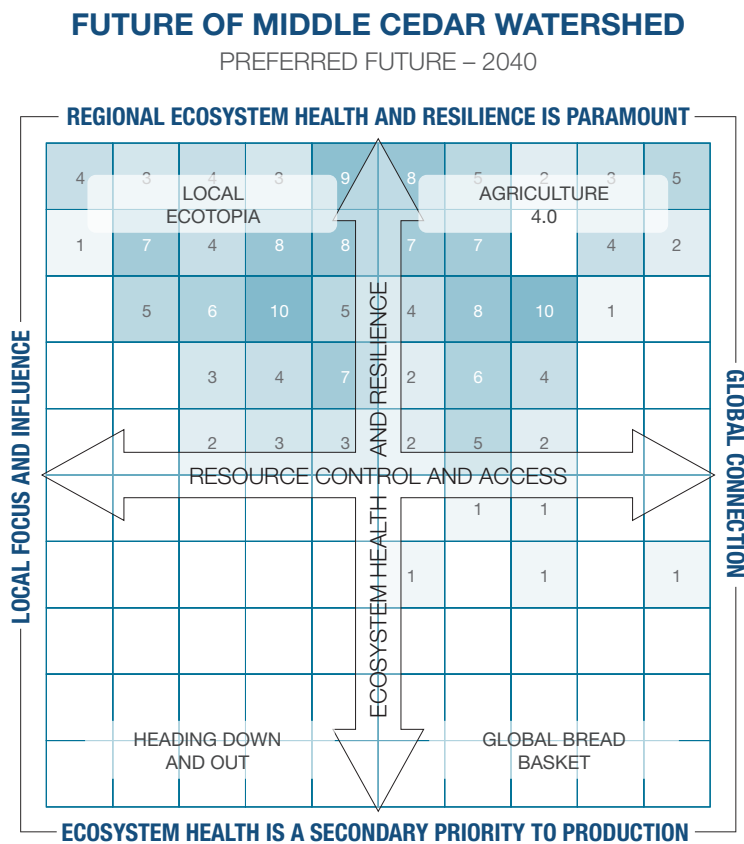 FUTURE OF MIDDLE CEDAR WATERSHED
PREFERRED FUTURE – 2040
REGIONAL ECOSYSTEM HEALTH AND RESILIENCE IS PARAMOUNT
4 3 4 3 9 8 5 2 3 5
LOCAL
ECOTOPIA
AGRICULTURE
4.0
1 7 4 8 8 7 7 4 2
5 6 10 5 4 8 10 1
3 4 7 2 6 4
2 3 3 2 5 2
LOCAL FOCUS AND INFLUENCE
RESOURCE CONTROL AND ACCESS
ECOSYSTEM HEALTH AND RESILIENCE
GLOBAL CONNECTION
1 1
1 1 1
HEADING DOWN
AND OUT
GLOBAL BREAD
BASKET
ECOSYSTEM HEALTH IS A SECONDARY PRIORITY TO PRODUCTION